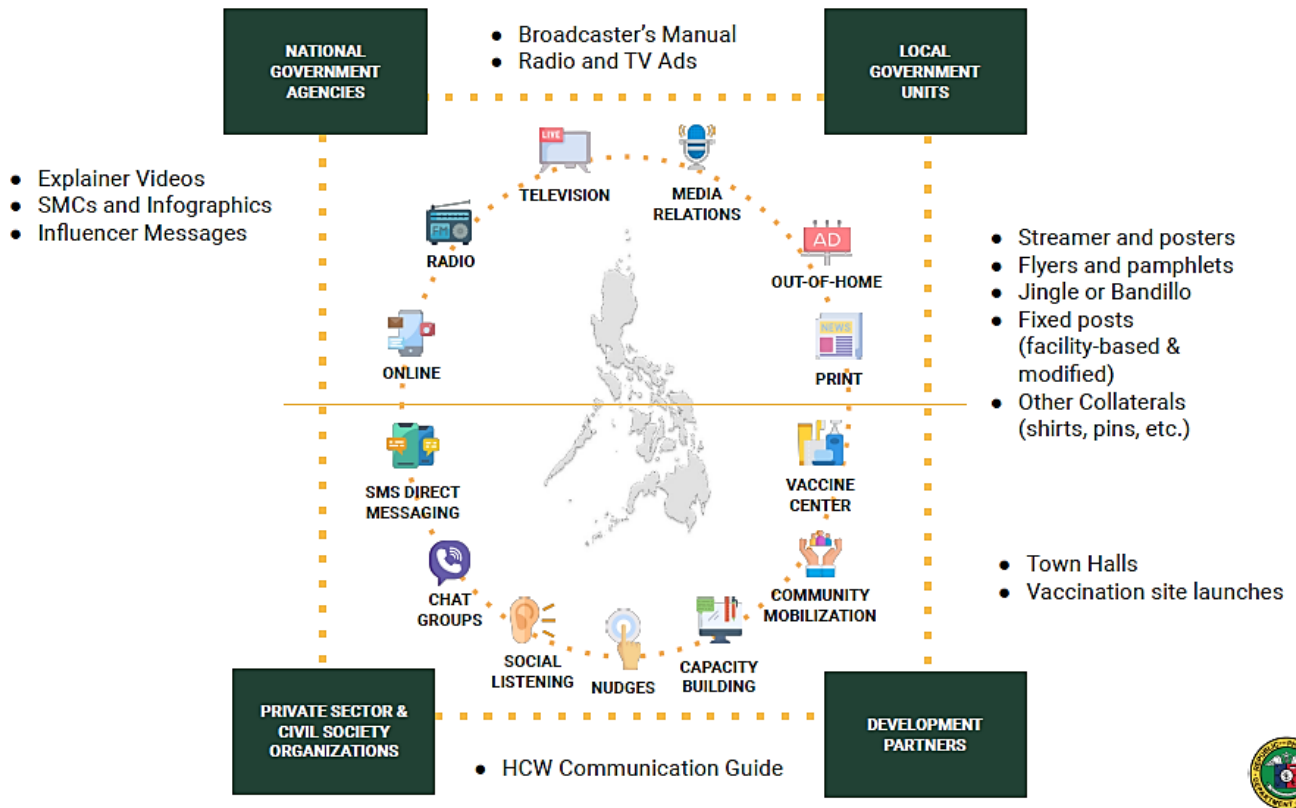 NATIONAL
GOVERNMENT
AGENCIES
● Broadcaster's Manual
● Radio and TV Ads
LOCAL
GOVERNMENT
UNITS
● Explainer Videos
● SMCs and Infographics
● Influencer Messages
LIVE
TELEVISION
MEDIA
RELATIONS
FM
RADIO
AD
OUT-OF-HOME
ONLINE
NEWS
PRINT
● Streamer and posters
● Flyers and pamphlets
● Jingle or Bandillo
● Fixed posts
(facility-based &
modified)
● Other Collaterals
(shirts, pins, etc.)
SMS DIRECT
MESSAGING
VACCINE
CENTER
CHAT
GROUPS
COMMUNITY
MOBILIZATION
SOCIAL
LISTENING
NUDGES
CAPACITY
BUILDING
● Town Halls
● Vaccination site launches
PRIVATE SECTOR &
CIVIL SOCIETY
ORGANIZATIONS
● HCW Communication Guide
DEVELOPMENT
PARTNERS